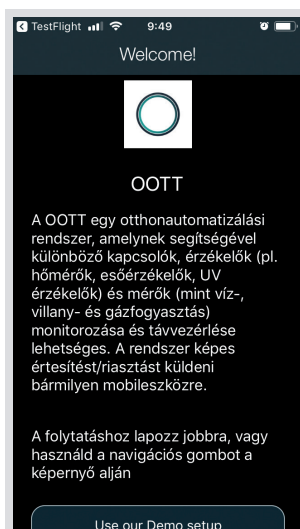 TestFlight 9:49
Welcome!
OOTT
A OOTT egy otthonautomatizálási
rendszer, amelynek segítségével
különböző kapcsolók, érzékelők (pl.
hőmérők, esőérzékelők, UV
érzékelők) és mérők (mint víz-,
villany- és gázfogyasztás)
monitorozása és távvezérlése
lehetséges. A rendszer képes
értesítést/riasztást küldeni
bármilyen mobileszközre.
A folytatáshoz lapozz jobbra, vagy
használd a navigációs gombot a
képernyő alján
Use our Demo setup